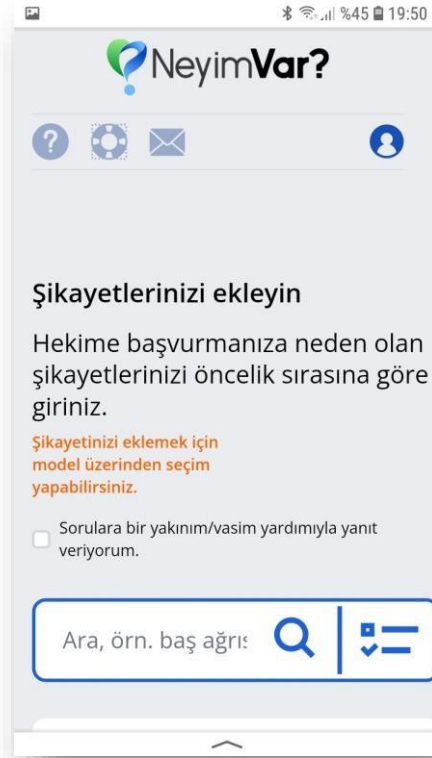 %45 19:50
NeyimVar?
Şikayetlerinizi ekleyin
Hekime başvurmanıza neden olan
şikayetlerinizi öncelik sırasına göre
giriniz.
Şikayetinizi eklemek için
model üzerinden seçim
yapabilirsiniz.
Sorulara bir yakınım/vasim yardımıyla yanıt
veriyorum.
Ara, örn. baş ağrıs